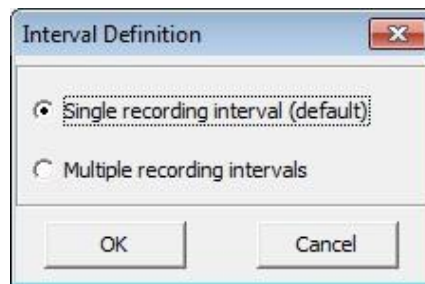 Interval Definition
Single recording interval (default)
Multiple recording intervals
OK Cancel